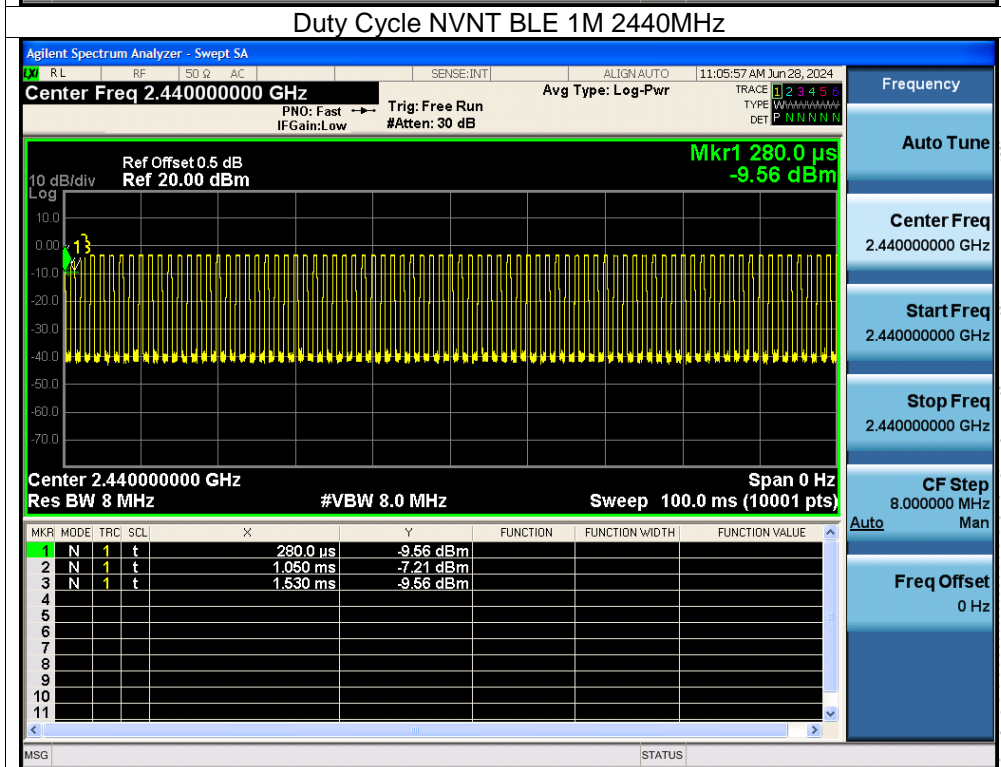 Duty Cycle NVNT BLE 1M 2440MHz
Agilent Spectrum Analyzer - Swept SA
LXI RL RF 50 Ω AC SENSE:INT ALIGN AUTO 11:05:57 AM Jun 28, 2024
Center Freq 2.440000000 GHz Avg Type: Log-Pwr TRACE 1 2 3 4 5 6
PNO: Fast Trig: Free Run TYPE WWWWWW
IFGain:Low #Atten: 30 dB DET P N N N N N
Mkr1 280.0 µs
Ref Offset 0.5 dB
10 dB/div Ref 20.00 dBm -9.56 dBm
Log
10.0
0.00
1 3
-10.0
-20.0
-30.0
-40.0
-50.0
-60.0
-70.0
Center 2.440000000 GHz Span 0 Hz
Res BW 8 MHz #VBW 8.0 MHz Sweep 100.0 ms (10001 pts)
MKR MODE TRC SCL X Y FUNCTION FUNCTION WIDTH FUNCTION VALUE
1 N 1 t 280.0 µs -9.56 dBm
2 N 1 t 1.050 ms -7.21 dBm
3 N 1 t 1.530 ms -9.56 dBm
4
5
6
7
8
9
10
11
MSG STATUS
Frequency
Auto Tune
Center Freq
2.440000000 GHz
Start Freq
2.440000000 GHz
Stop Freq
2.440000000 GHz
CF Step
8.000000 MHz
Auto Man
Freq Offset
0 Hz